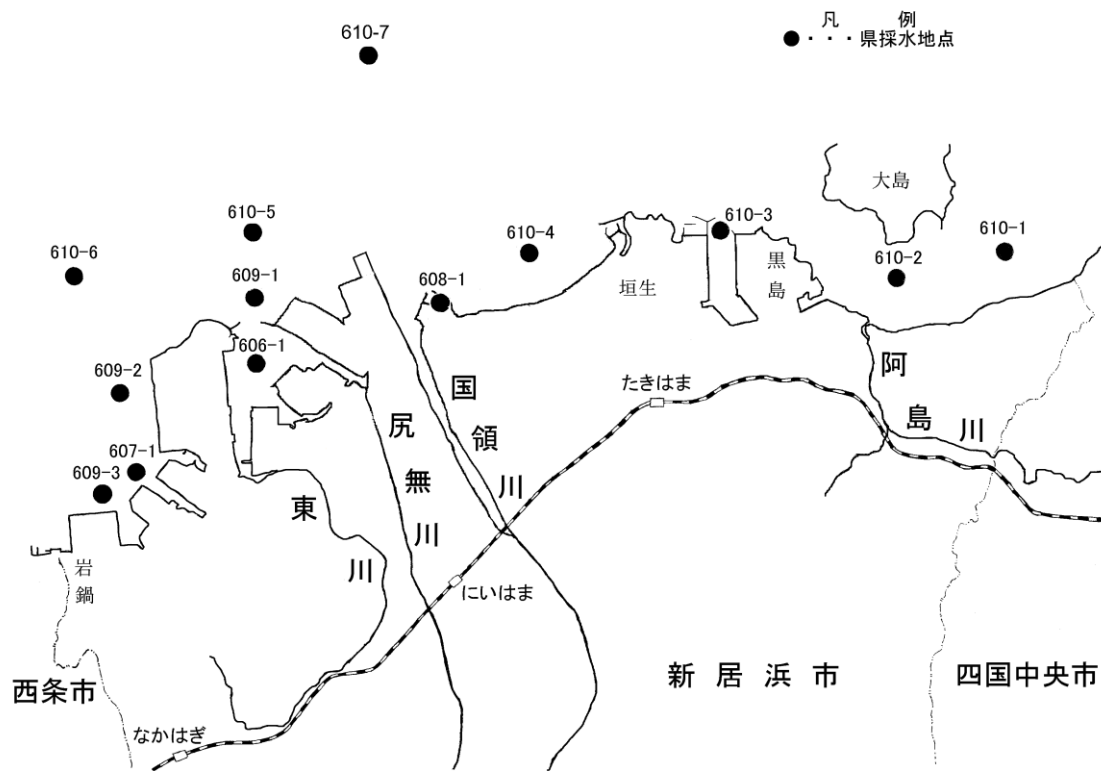 凡 例
●・・・県採水地点
610-7
大島
610-5
610-3
610-4
610-1
610-6
610-2
609-1
608-1
垣生
黒島
606-1
609-2
阿島川
国領川
たきはま
尻無川
607-1
609-3
東川
岩鍋
にいはま
西条市
新居浜市
四国中央市
なかはぎ